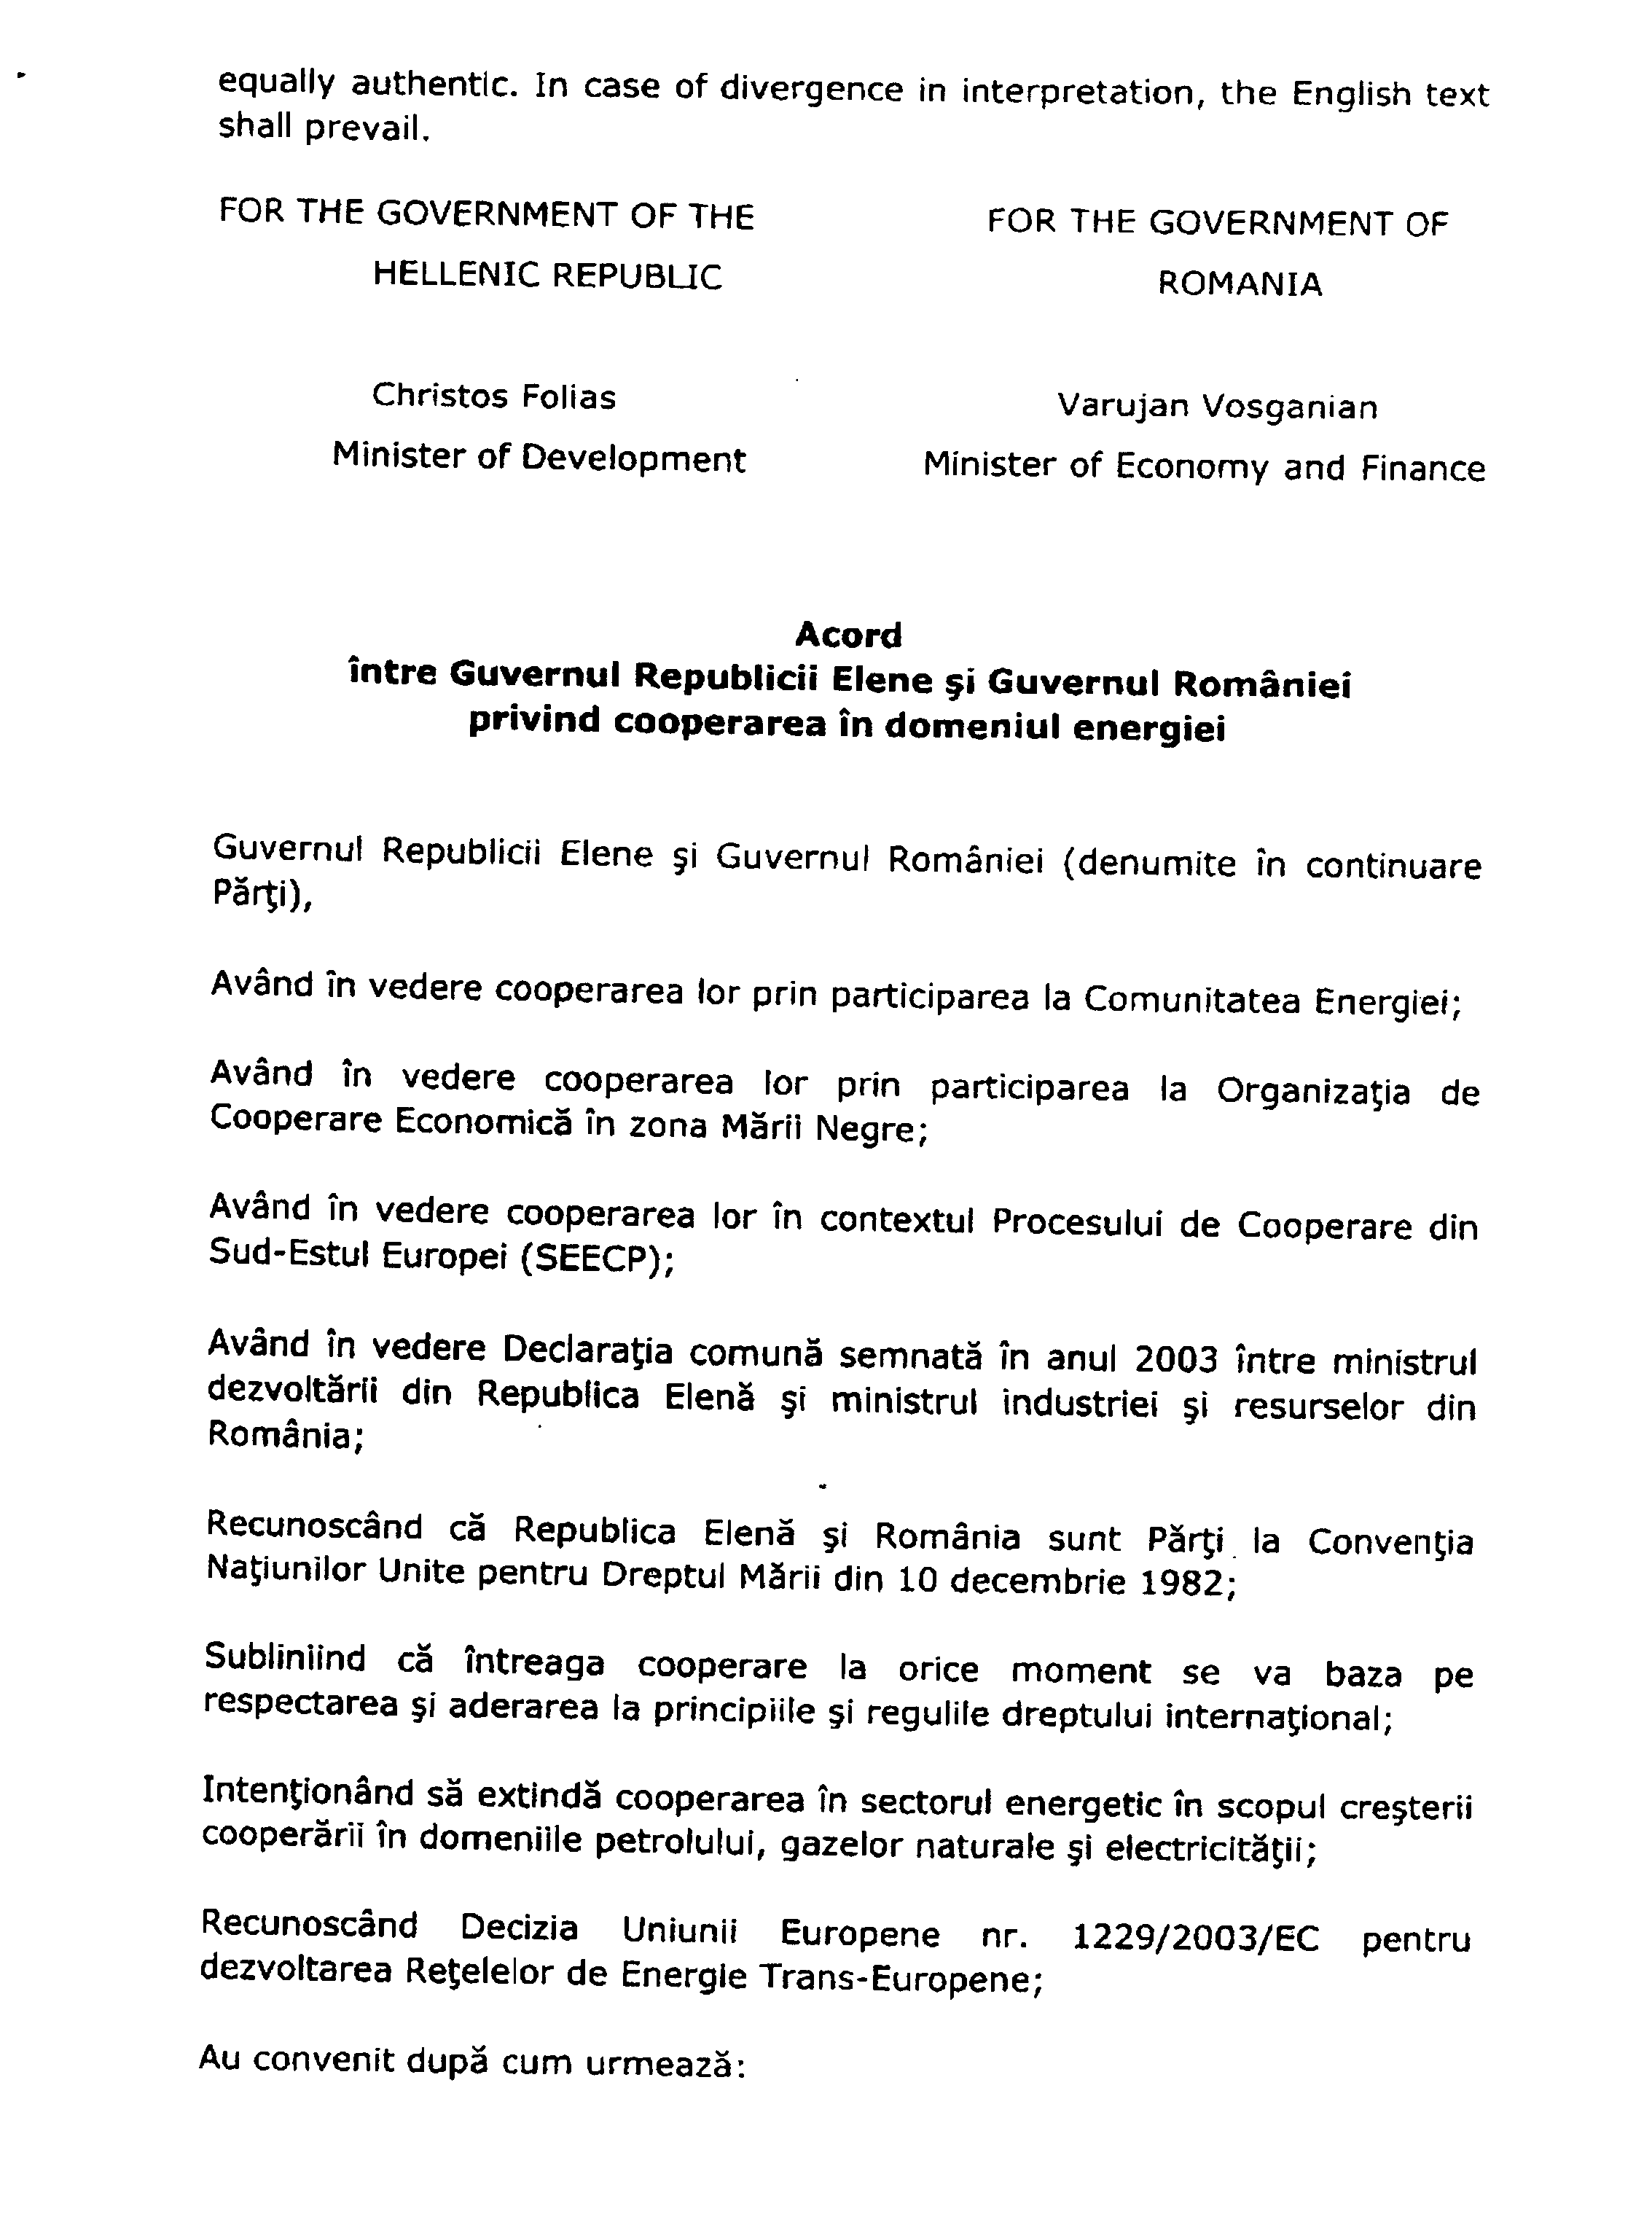 equally authentic. In case of divergence in interpretation, the English text
shall prevail.
FOR THE GOVERNMENT OF THE
HELLENIC REPUBLIC
FOR THE GOVERNMENT OF
ROMANIA
Christos Folias
Minister of Development
Varujan Vosganian
Minister of Economy and Finance
Acord
între Guvernul Republicii Elene şi Guvernul României
privind cooperarea în domeniul energiei
Guvernul Republicii Elene şi Guvernul României (denumite în continuare
Părţi),
Având în vedere cooperarea lor prin participarea la Comunitatea Energiei;
Având în vedere cooperarea lor prin participarea la Organizaţia de
Cooperare Economică în zona Mării Negre;
Având în vedere cooperarea lor în contextul Procesului de Cooperare din
Sud-Estul Europei (SEECP);
Având în vedere Declaraţia comună semnată în anul 2003 între ministrul
dezvoltării din Republica Elenă şi ministrul industriei şi resurselor din
România;
Recunoscând că Republica Elenă şi România sunt Părţi la Convenţia
Naţiunilor Unite pentru Dreptul Mării din 10 decembrie 1982;
Subliniind că întreaga cooperare la orice moment se va baza pe
respectarea şi aderarea la principiile şi regulile dreptului internaţional;
Intenţionând să extindă cooperarea în sectorul energetic în scopul creşterii
cooperării în domeniile petrolului, gazelor naturale şi electricităţii;
Recunoscând Decizia Uniunii Europene nr. 1229/2003/EC pentru
dezvoltarea Reţelelor de Energie Trans-Europene;
Au convenit după cum urmează: